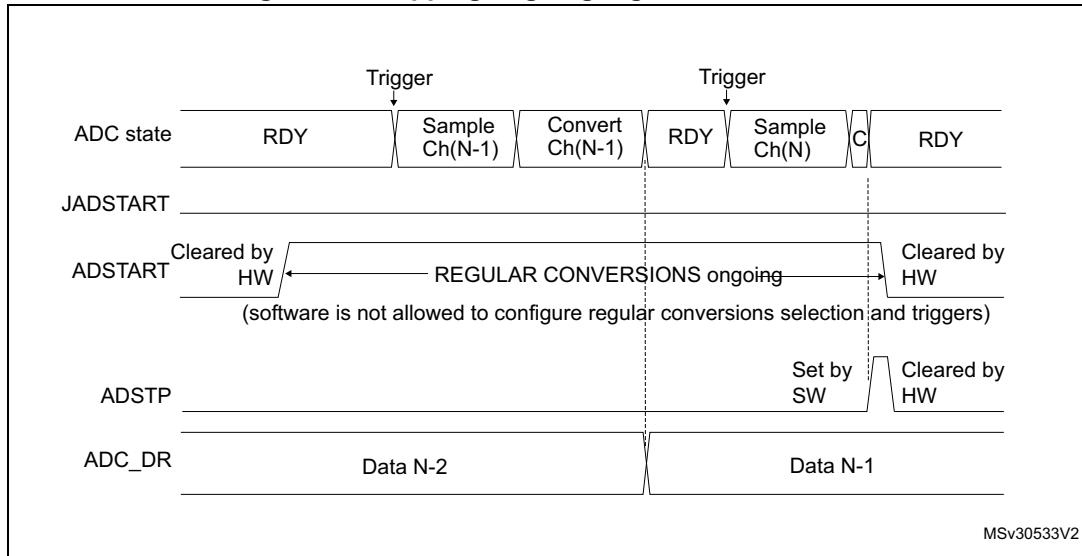 Trigger Trigger
ADC state RDY Sample Ch(N-1) Convert Ch(N-1) RDY Sample Ch(N) C RDY
JADSTART
ADSTART Cleared by HW REGULAR CONVERSIONS ongoing Cleared by HW
(software is not allowed to configure regular conversions selection and triggers)
ADSTP Set by SW Cleared by HW
ADC_DR Data N-2 Data N-1
MSv30533V2